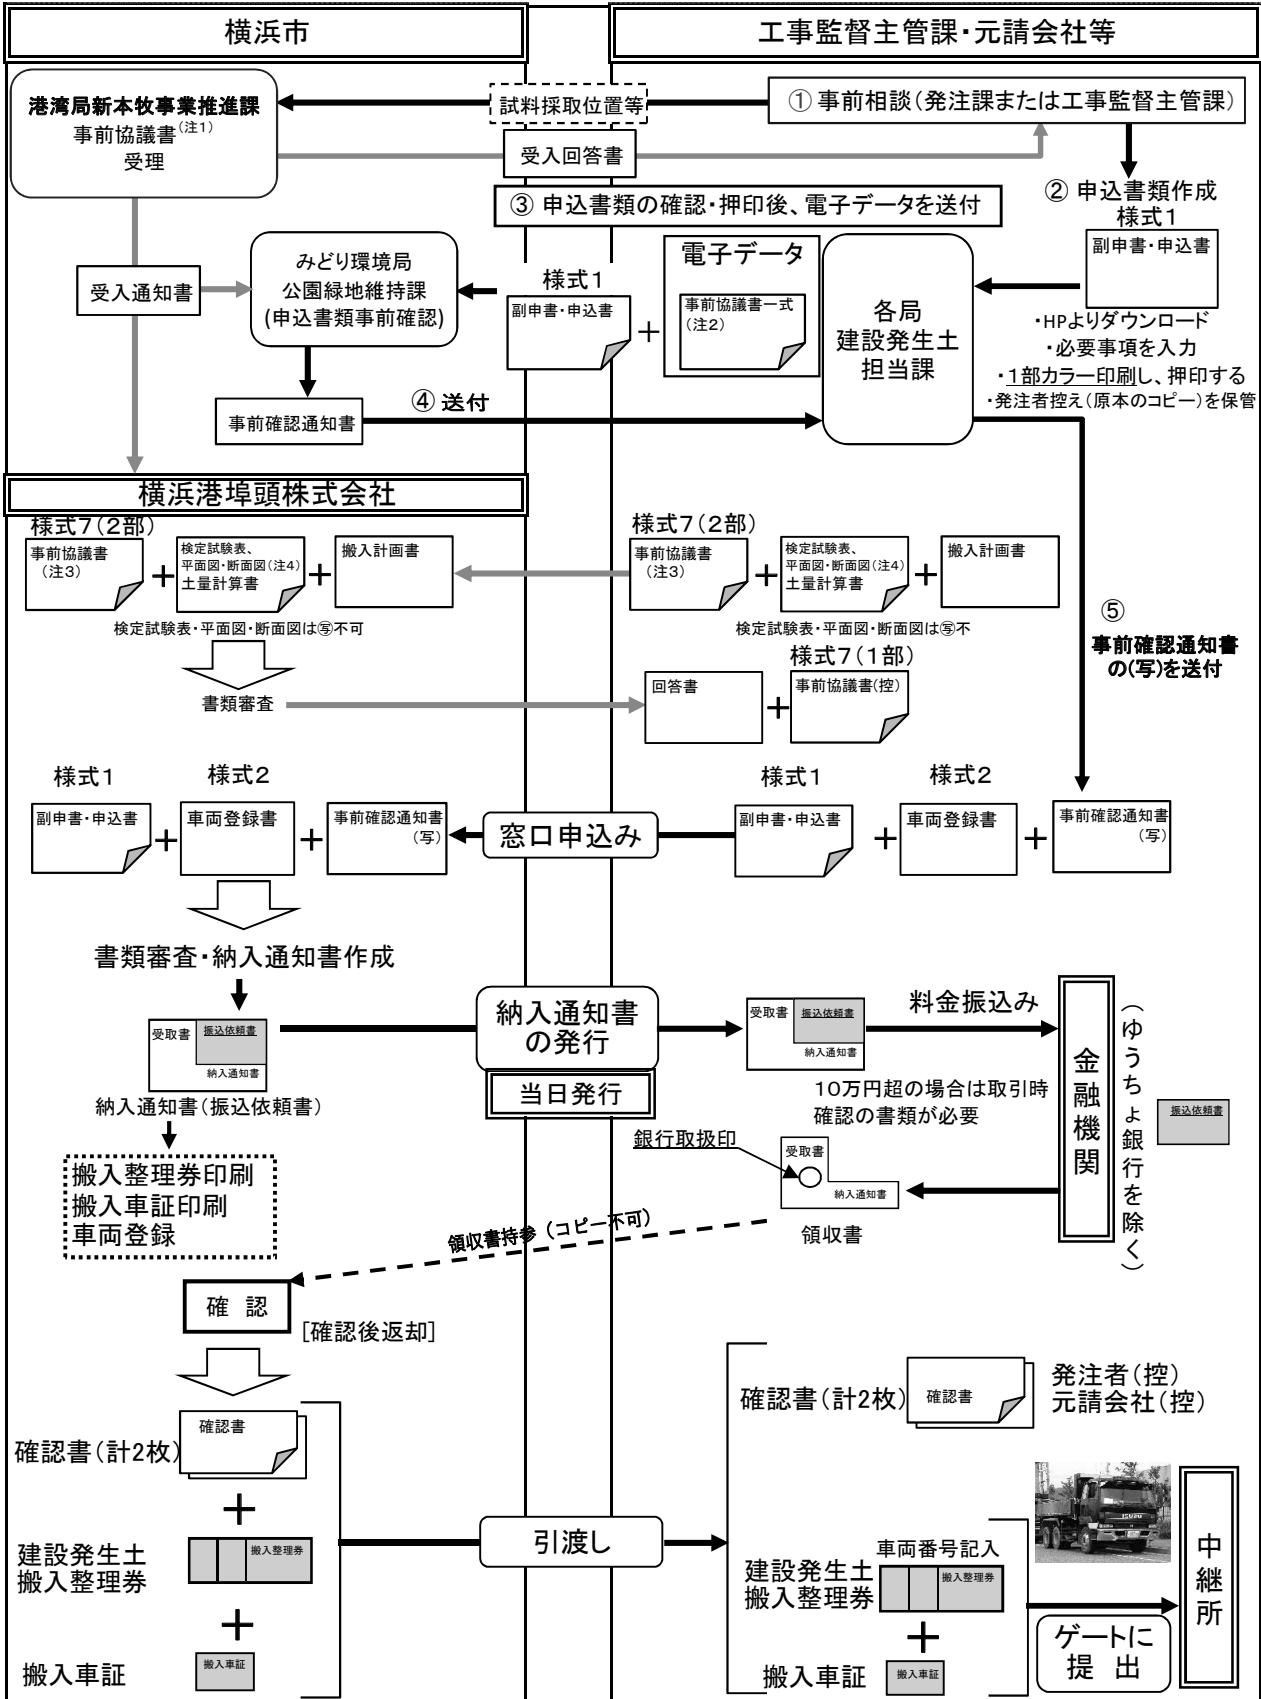 横浜市
工事監督主管課・元請会社等
港湾局新本牧事業推進課
事前協議書(注1)
受理
試料採取位置等
① 事前相談(発注課または工事監督主管課)
受入回答書
② 申込書類作成
様式1
副申書・申込書
③ 申込書類の確認・押印後、電子データを送付
受入通知書
みどり環境局
公園緑地維持課
(申込書類事前確認)
様式1
副申書・申込書
+
電子データ
事前協議書一式
(注2)
各局
建設発生土
担当課
・HPよりダウンロード
・必要事項を入力
・1部カラー印刷し、押印する
・発注者控え(原本のコピー)を保管
事前確認通知書
④ 送付
横浜港埠頭株式会社
様式7(2部)
事前協議書
(注3)
+
検定試験表、
平面図・断面図(注4)
土量計算書
+
搬入計画書
検定試験表・平面図・断面図は㊢不可
書類審査
様式7(2部)
事前協議書
(注3)
+
検定試験表、
平面図・断面図(注4)
土量計算書
+
搬入計画書
検定試験表・平面図・断面図は㊢不
様式7(1部)
回答書
+
事前協議書(控)
⑤
事前確認通知書
の(写)を送付
様式1
副申書・申込書
+
様式2
車両登録書
+
事前確認通知書
(写)
窓口申込み
様式1
副申書・申込書
+
様式2
車両登録書
+
事前確認通知書
(写)
書類審査・納入通知書作成
受取書
振込依頼書
納入通知書
納入通知書(振込依頼書)
納入通知書
の発行
当日発行
受取書
振込依頼書
納入通知書
料金振込み
10万円超の場合は取引時
確認の書類が必要
金融機関
(ゆうちょ銀行を除く)
振込依頼書
銀行取扱印
受取書
納入通知書
領収書
搬入整理券印刷
搬入車証印刷
車両登録
領収書持参(コピー不可)
確 認
[確認後返却]
確認書(計2枚)
確認書
+
建設発生土
搬入整理券
搬入整理券
+
搬入車証
搬入車証
引渡し
確認書(計2枚)
確認書
発注者(控)
元請会社(控)
車両番号記入
建設発生土
搬入整理券
搬入整理券
+
搬入車証
搬入車証
ISUZU
ゲートに
提 出
中継所